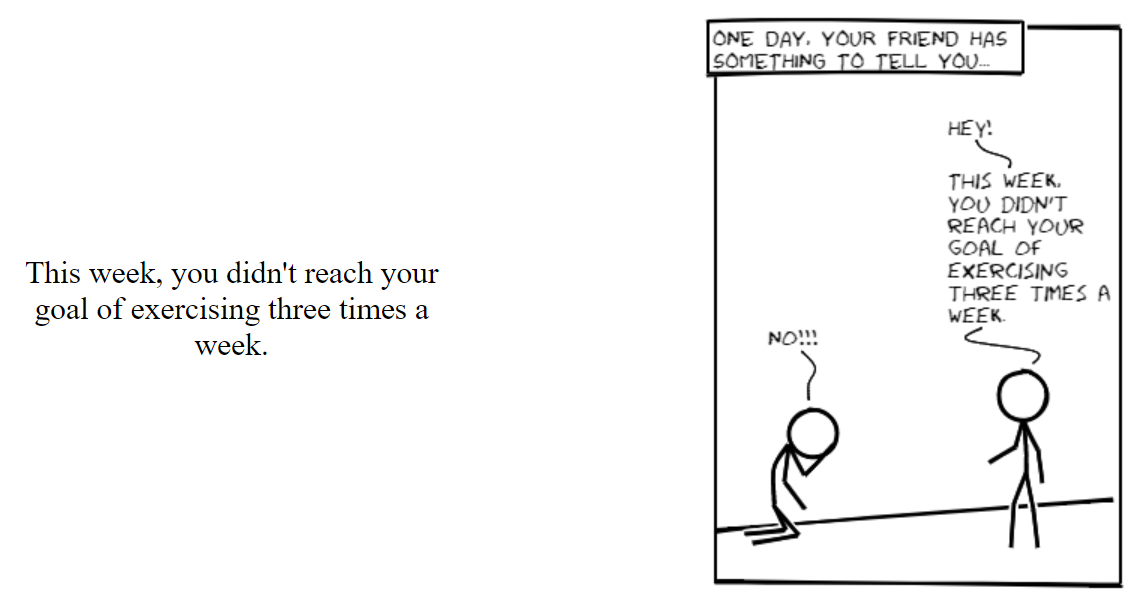 This week, you didn't reach your
goal of exercising three times a
week.
ONE DAY, YOUR FRIEND HAS
SOMETHING TO TELL YOU...
HEY!
THIS WEEK,
YOU DIDN'T
REACH YOUR
GOAL OF
EXERCISING
THREE TIMES A
WEEK.
NO!!!